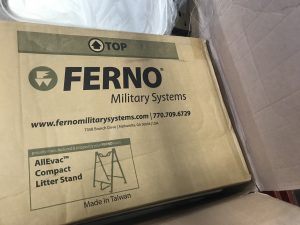 TOP
FERNO
Military Systems
www.fernomilitarysystems.com | 770.709.6729
AllEvac™
Compact
Litter Stand
Made in Taiwan